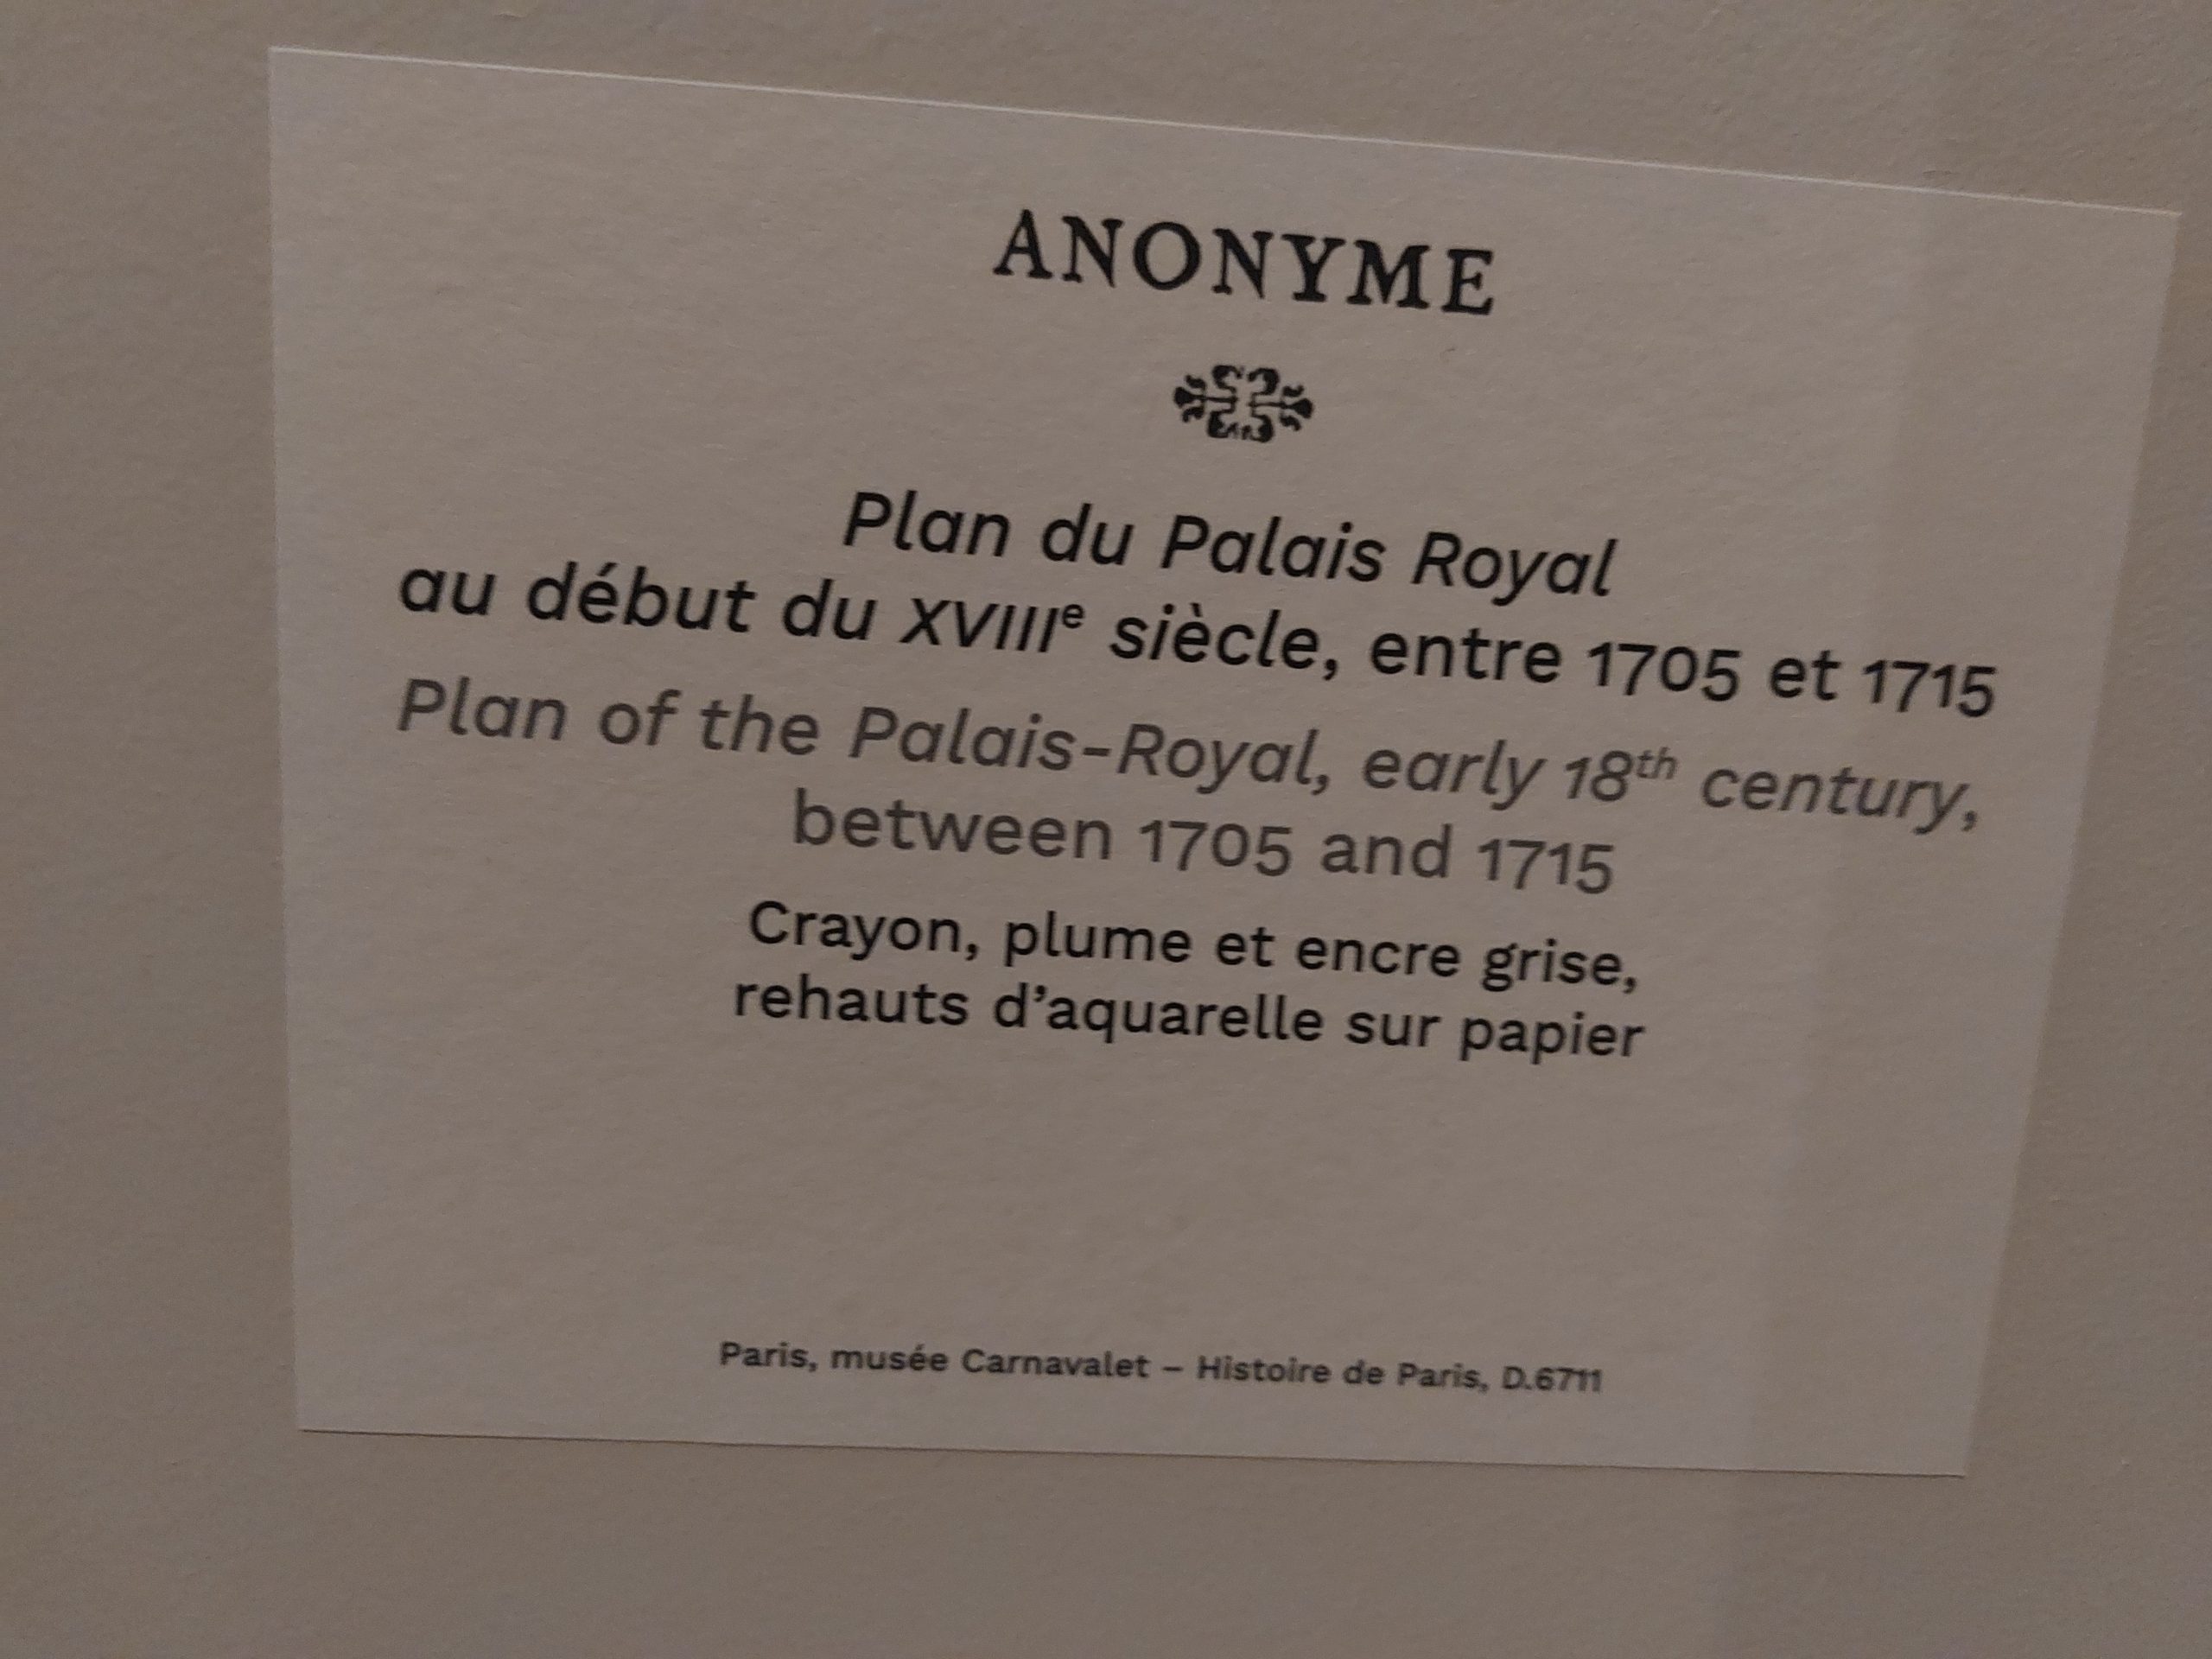 ANONYME
Plan du Palais Royal
au début du XVIIIe siècle, entre 1705 et 1715
Plan of the Palais-Royal, early 18th century,
between 1705 and 1715
Crayon, plume et encre grise,
rehauts d’aquarelle sur papier
Paris, musée Carnavalet – Histoire de Paris, D.6711